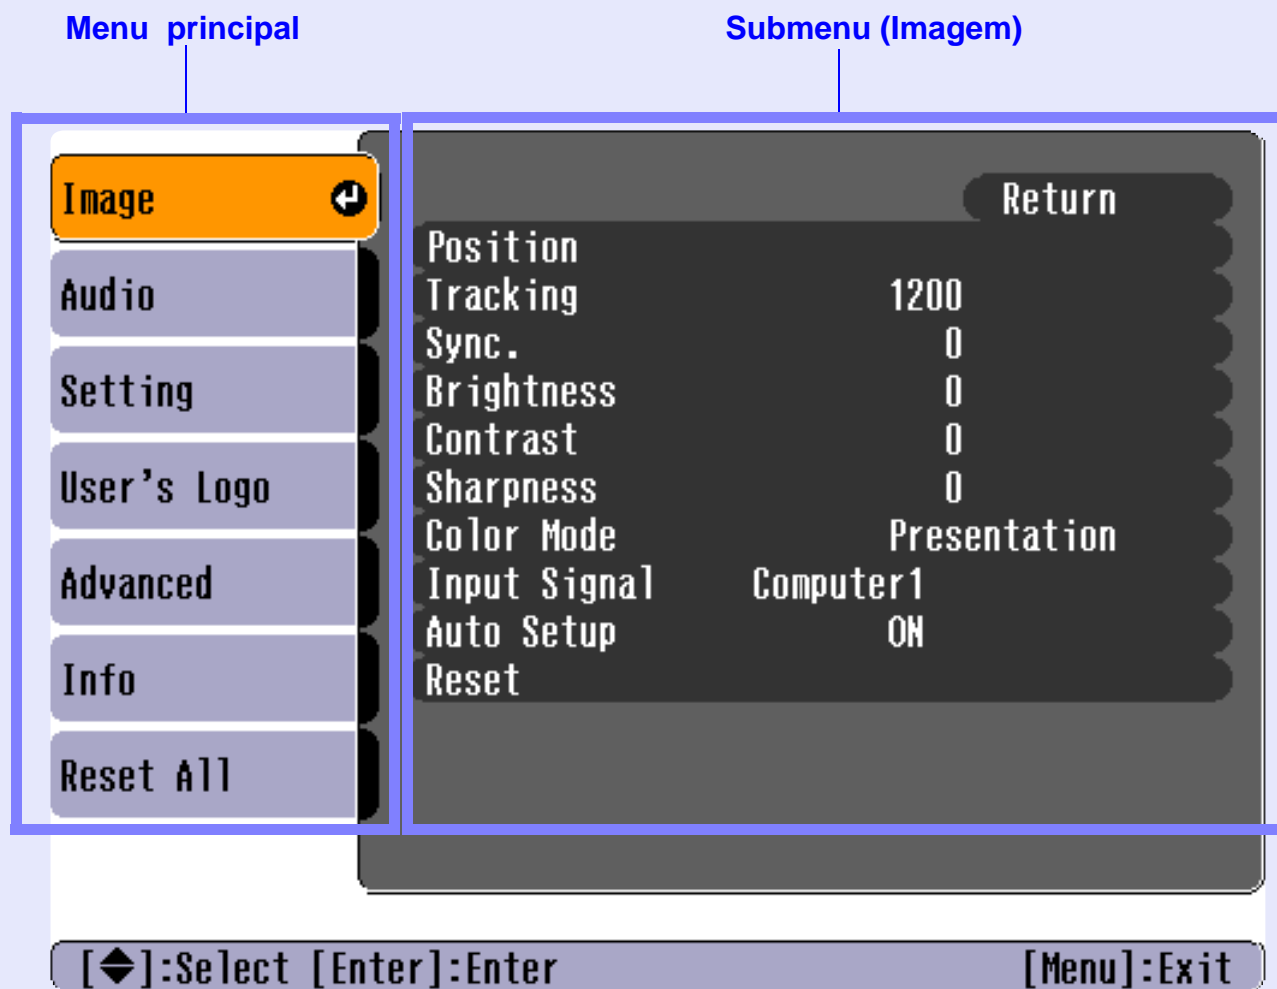 Menu principal
Submenu (Imagem)
Image
Audio
Setting
User's Logo
Advanced
Info
Reset All
Return
Position
Tracking 1200
Sync. 0
Brightness 0
Contrast 0
Sharpness 0
Color Mode Presentation
Input Signal Computer1
Auto Setup ON
Reset
[◆]:Select [Enter]:Enter [Menu]:Exit